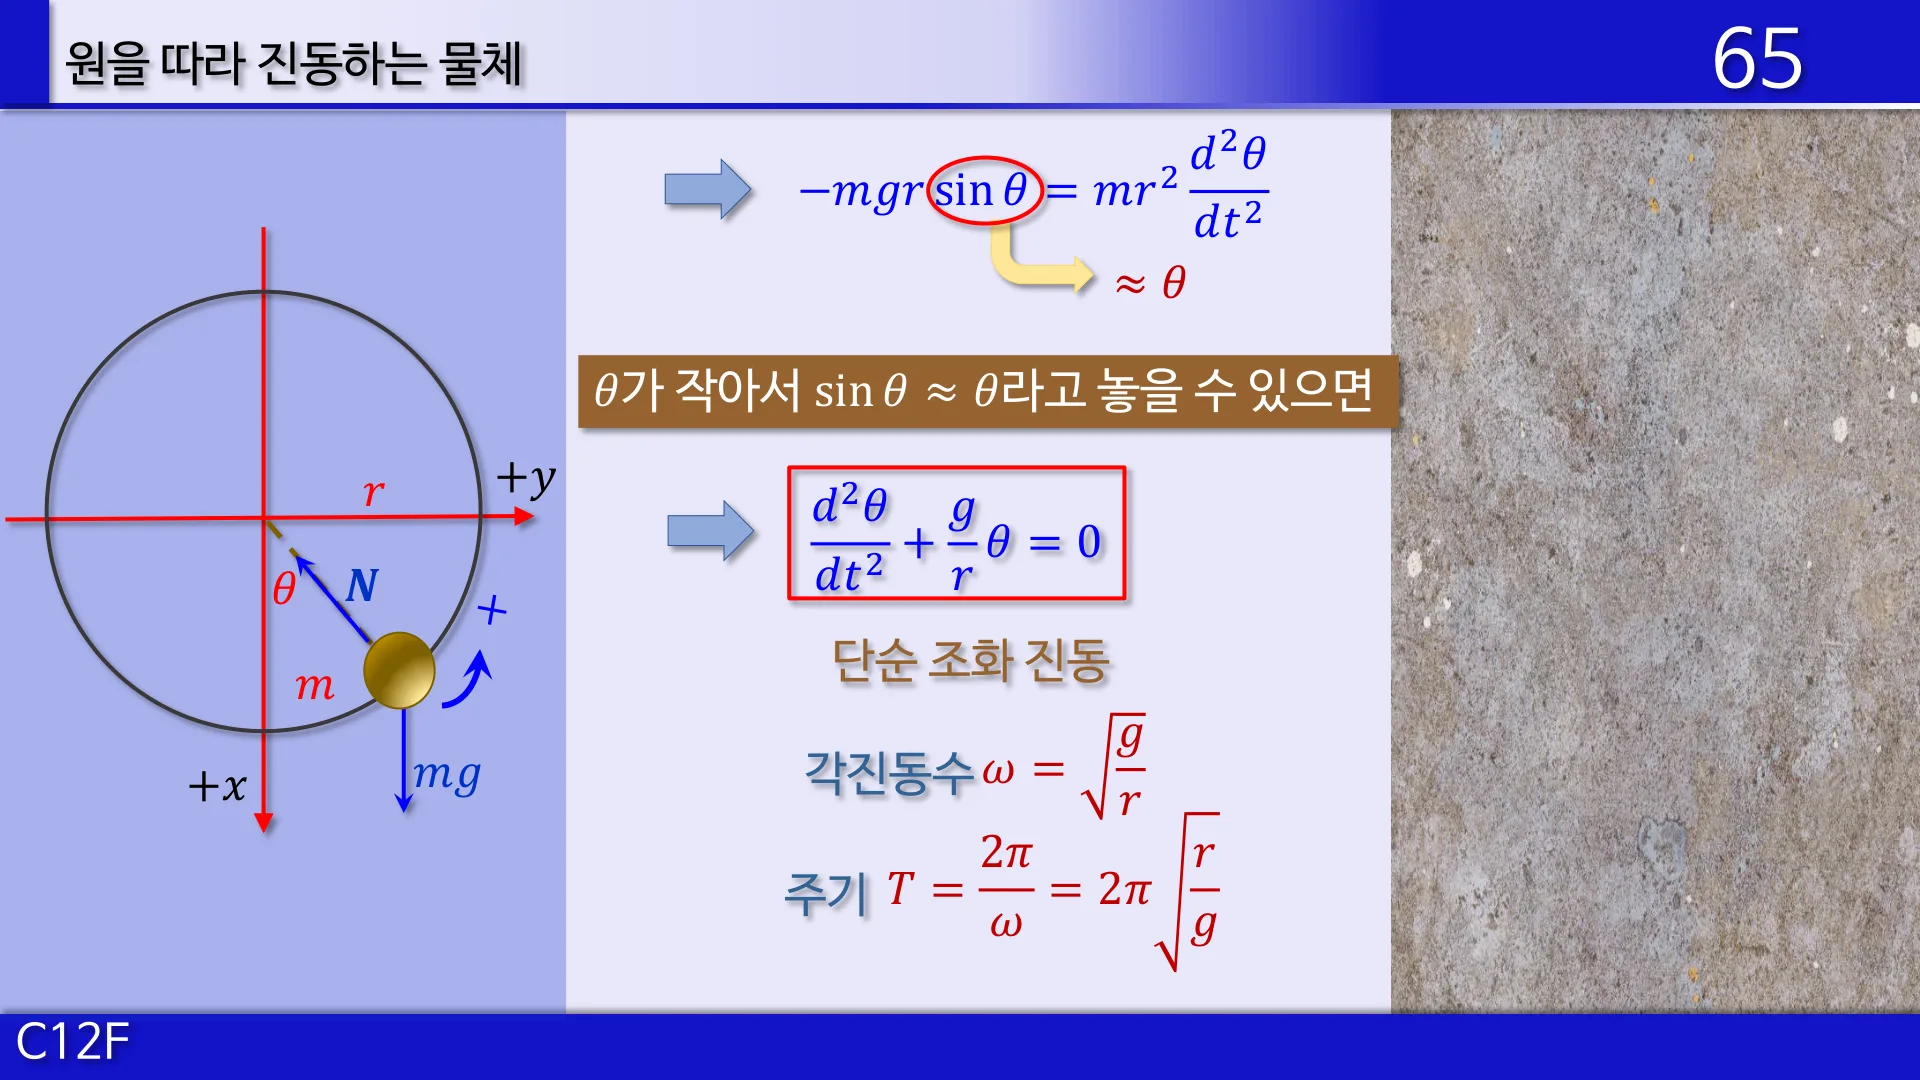 원을 따라 진동하는 물체
65
−mgr sin θ = mr² d²θ/dt²
≈ θ
θ가 작아서 sin θ ≈ θ라고 놓을 수 있으면
d²θ/dt² + g/r θ = 0
단순 조화 진동
각진동수 ω = √(g/r)
주기 T = 2π/ω = 2π√(r/g)
+y
r
θ
N
+
m
mg
+x
C12F